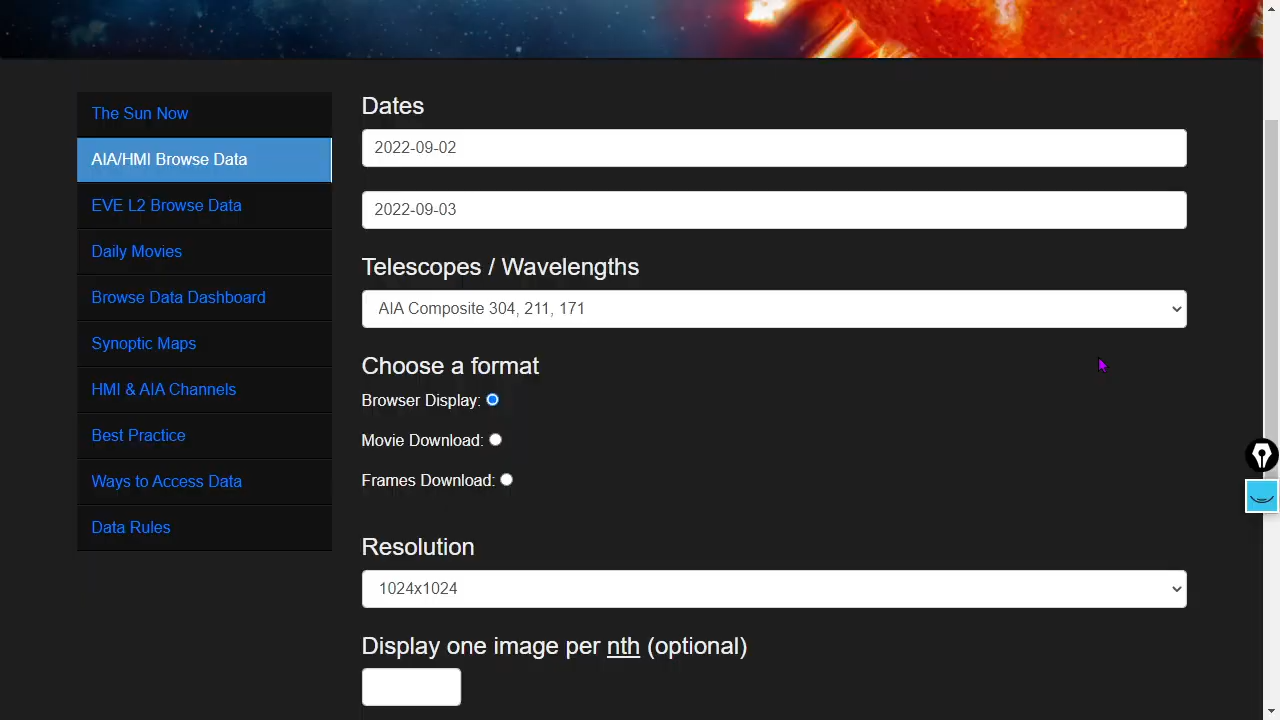 The Sun Now
AIA/HMI Browse Data
EVE L2 Browse Data
Daily Movies
Browse Data Dashboard
Synoptic Maps
HMI & AIA Channels
Best Practice
Ways to Access Data
Data Rules
Dates
2022-09-02
2022-09-03
Telescopes / Wavelengths
AIA Composite 304, 211, 171
Choose a format
Browser Display:
Movie Download:
Frames Download:
Resolution
1024x1024
Display one image per nth (optional)